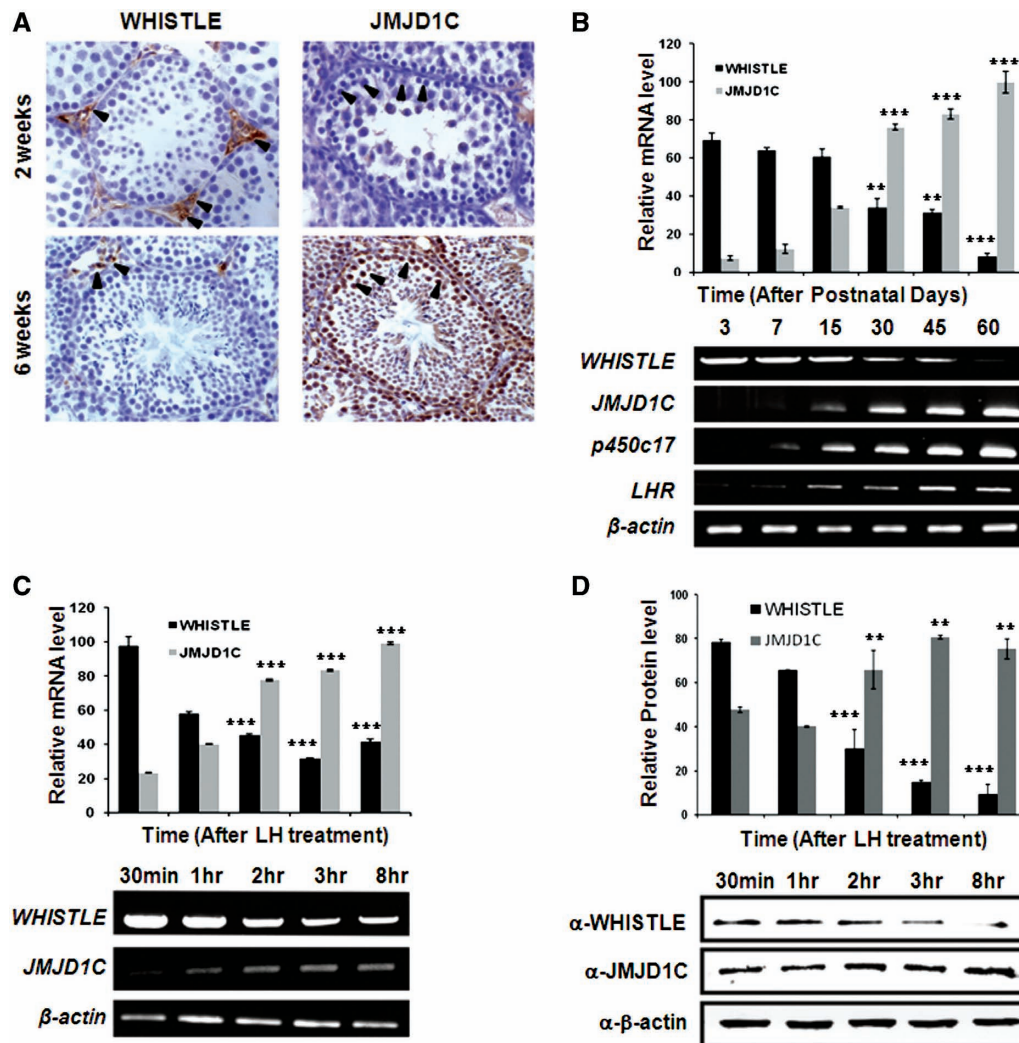 A
WHISTLE
JMJD1C
2 weeks
6 weeks
B
Relative mRNA level
120
100
80
60
40
20
0
WHISTLE
JMJD1C
***
***
***
**
**
***
Time (After Postnatal Days)
3 7 15 30 45 60
WHISTLE
JMJD1C
p450c17
LHR
β-actin
C
Relative mRNA level
120
100
80
60
40
20
0
WHISTLE
JMJD1C
***
***
***
***
***
***
Time (After LH treatment)
30min 1hr 2hr 3hr 8hr
WHISTLE
JMJD1C
β-actin
D
Relative Protein level
100
80
60
40
20
0
WHISTLE
JMJD1C
**
**
**
***
***
***
Time (After LH treatment)
30min 1hr 2hr 3hr 8hr
α-WHISTLE
α-JMJD1C
α-β-actin